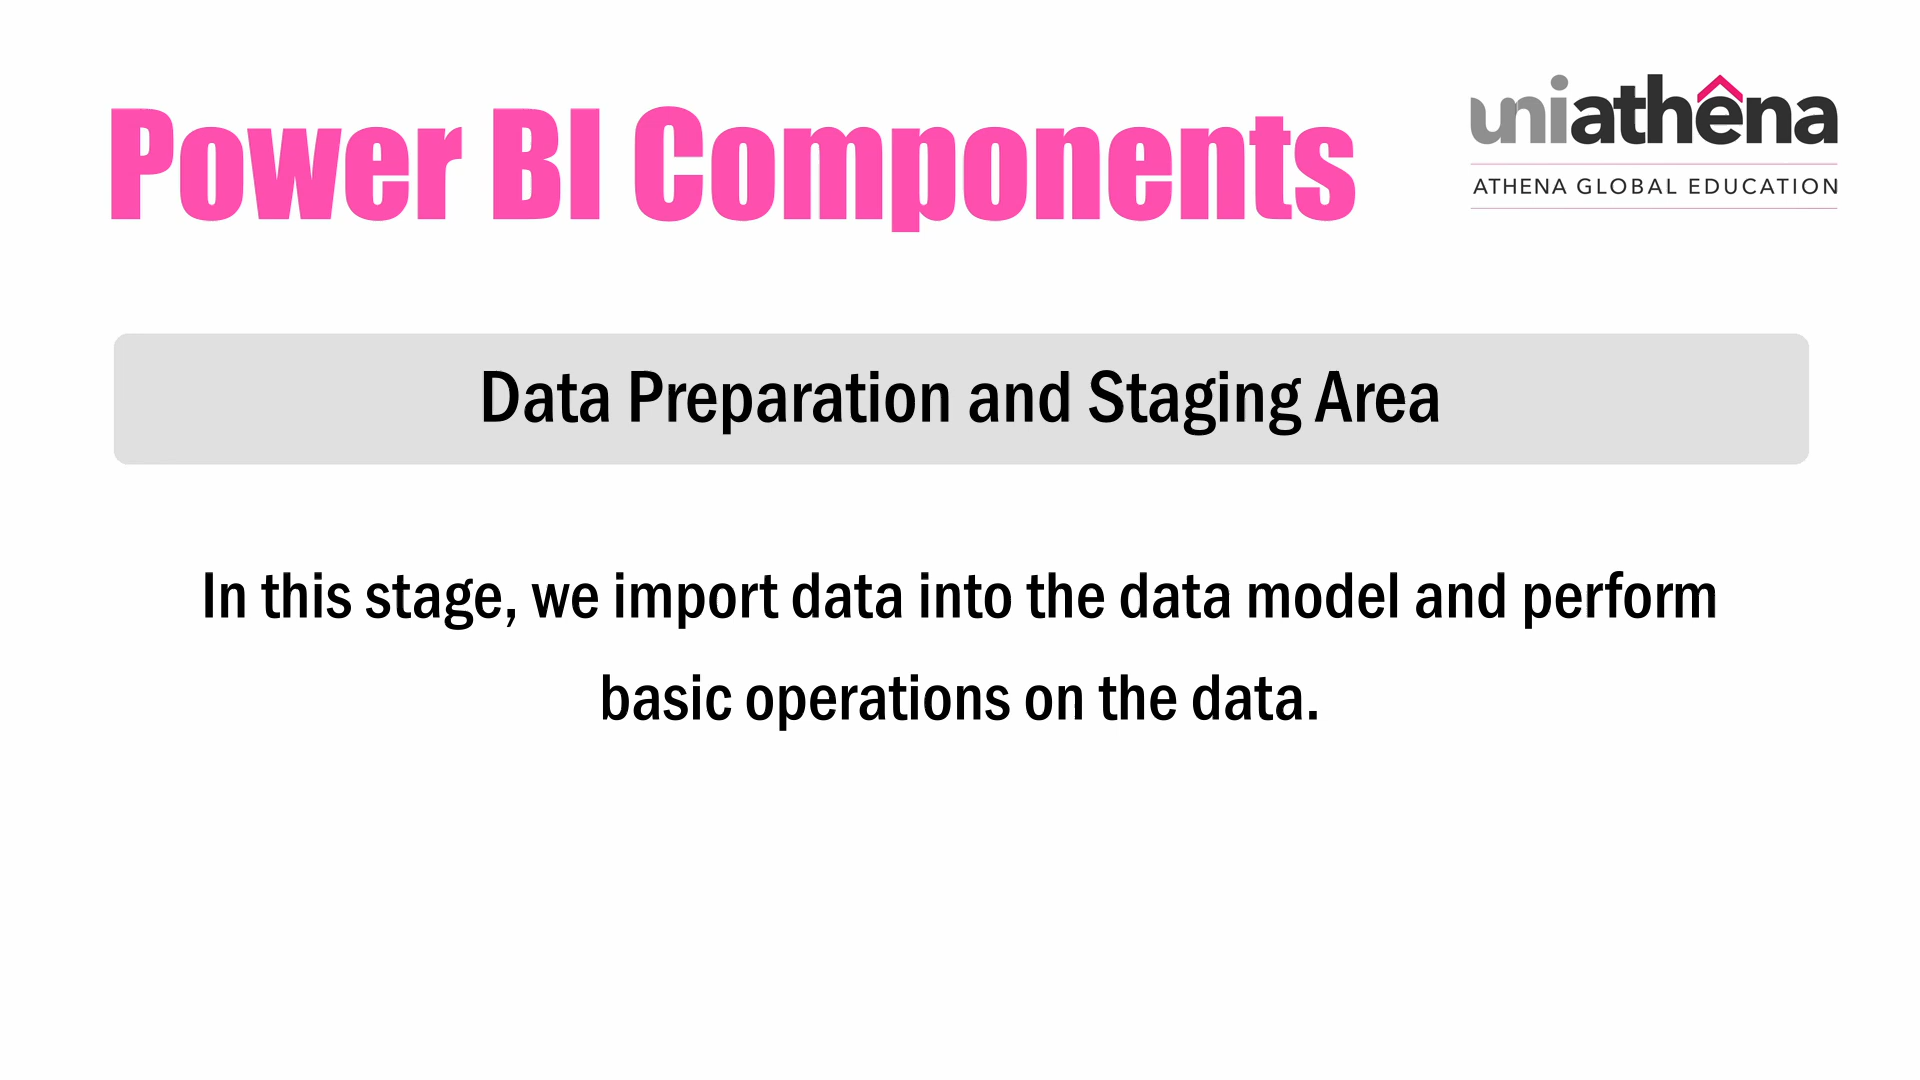 Power BI Components
uniathena
ATHENA GLOBAL EDUCATION
Data Preparation and Staging Area
In this stage, we import data into the data model and perform
basic operations on the data.